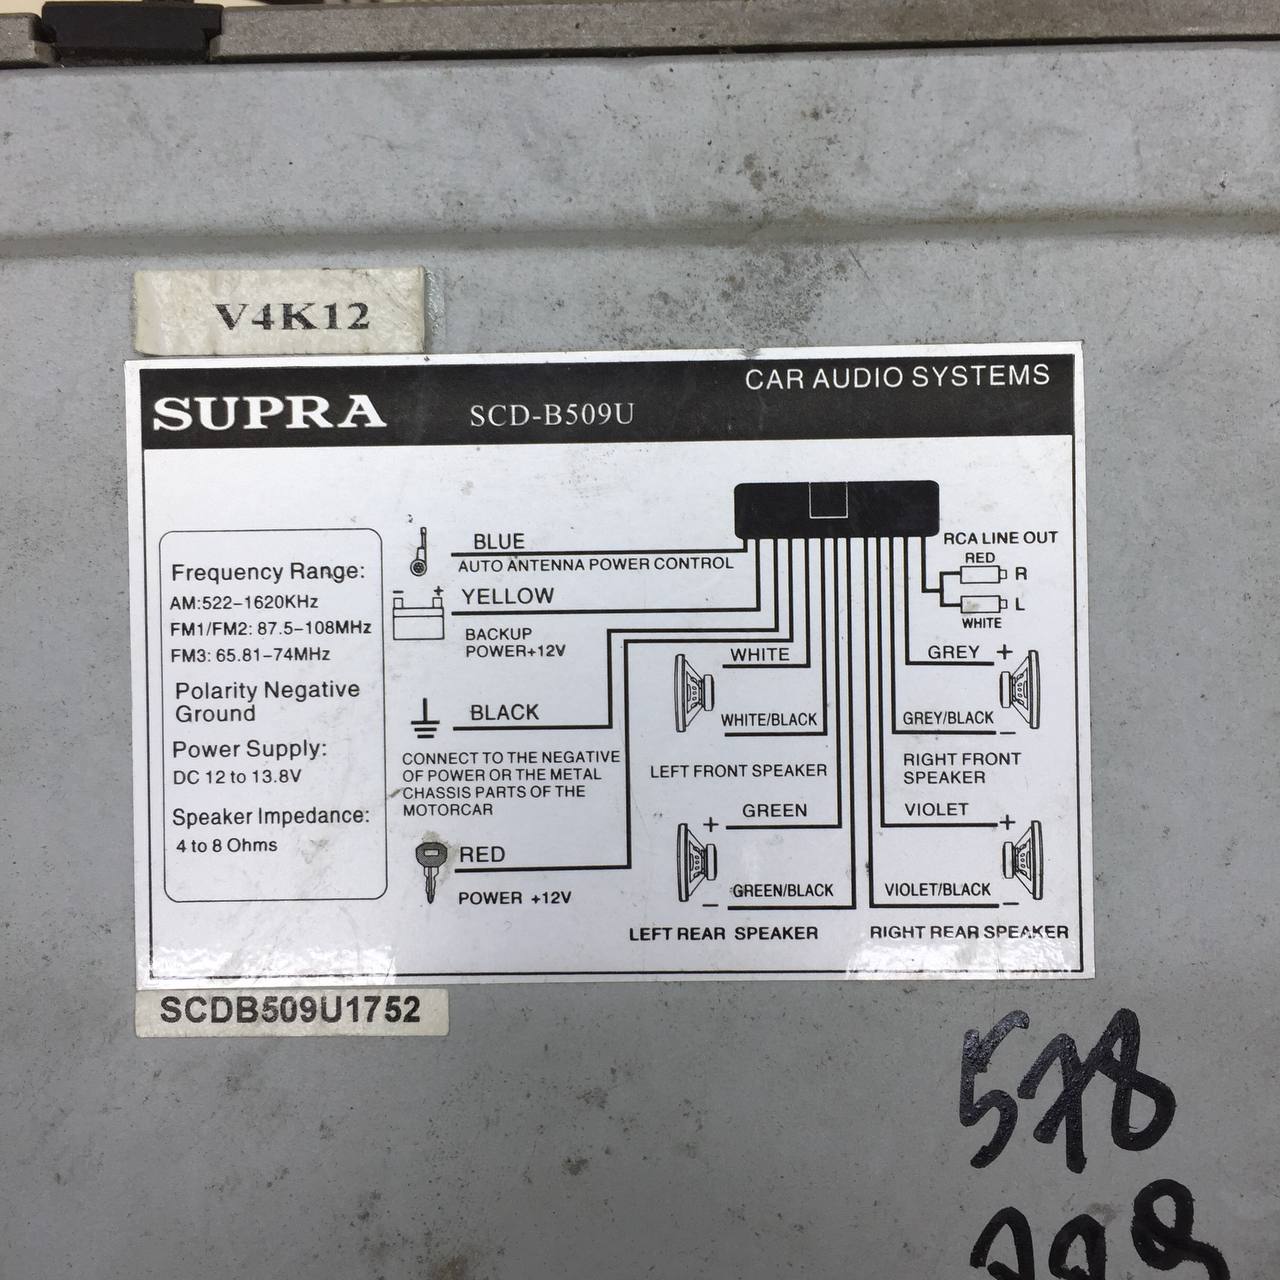 V4K12
SUPRA SCD-B509U CAR AUDIO SYSTEMS
Frequency Range:
AM:522-1620KHz
FM1/FM2: 87.5-108MHz
FM3: 65.81-74MHz
Polarity Negative
Ground
Power Supply:
DC 12 to 13.8V
Speaker Impedance:
4 to 8 Ohms
BLUE
AUTO ANTENNA POWER CONTROL
- +
YELLOW
BACKUP
POWER+12V
BLACK
CONNECT TO THE NEGATIVE
OF POWER OR THE METAL
CHASSIS PARTS OF THE
MOTORCAR
RED
POWER +12V
RCA LINE OUT
RED
R
L
WHITE
WHITE
WHITE/BLACK
LEFT FRONT SPEAKER
GREY +
GREY/BLACK -
RIGHT FRONT
SPEAKER
+ GREEN
- GREEN/BLACK
LEFT REAR SPEAKER
VIOLET +
VIOLET/BLACK -
RIGHT REAR SPEAKER
SCDB509U1752
578